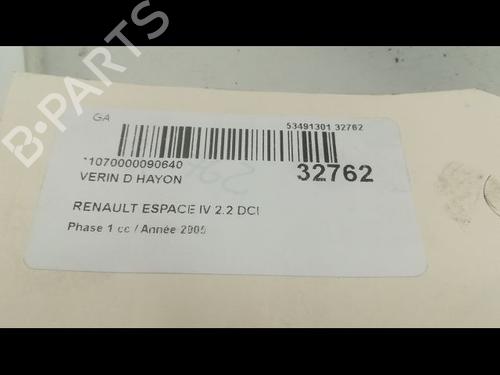 GA
53491301 32762
*1070000090640
32762
VERIN D HAYON
RENAULT ESPACE IV 2.2 DCI
Phase 1 cc / Année 2005
B-PARTS